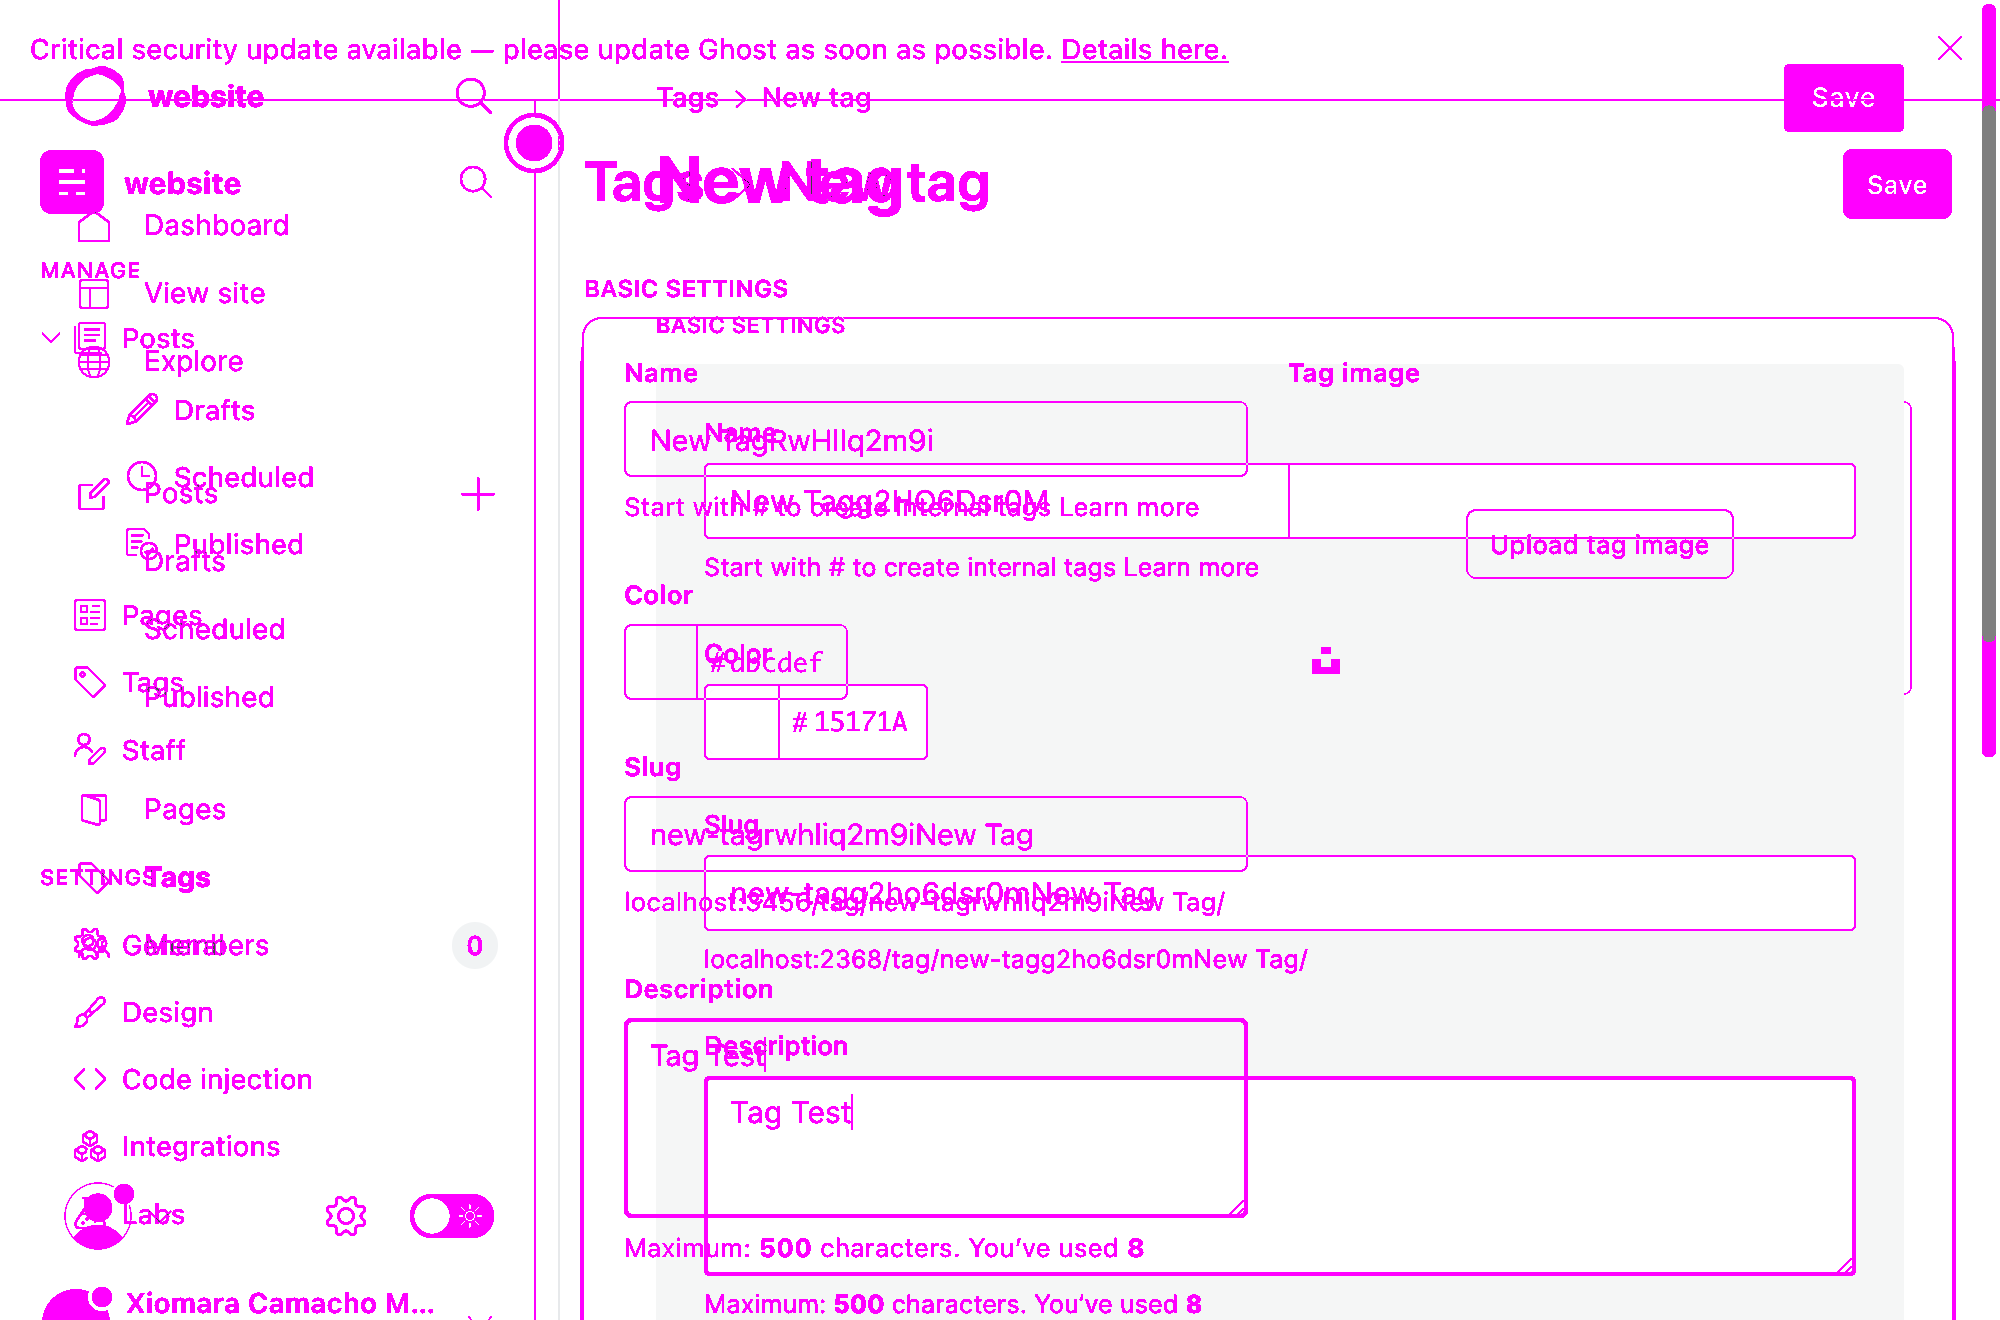 Critical security update available — please update Ghost as soon as possible. Details here.
website
Tags > New tag
Save
website
Tags > New tag
New tag
Save
Dashboard
MANAGE
BASIC SETTINGS
View site
BASIC SETTINGS
Posts
Explore
Name
Tag image
Drafts
Name
New TagRwHlIq2m9i
Scheduled
Posts
New Tagg2HO6Dsr0M
Start with # to create internal tags Learn more
Upload tag image
Published
Drafts
Start with # to create internal tags Learn more
Color
Pages
Scheduled
Color
#abcdef
Tags
Published
#15171A
Staff
Slug
Pages
Slug
new-tagrwhliq2m9iNew Tag
SETTINGS
Tags
new-tagg2ho6dsr0mNew Tag
localhost:9456/tag/new-tagrwhliq2m9iNew Tag/
General
Members
0
localhost:2368/tag/new-tagg2ho6dsr0mNew Tag/
Description
Design
Description
Tag Test
Code injection
Tag Test
Integrations
Labs
Maximum: 500 characters. You’ve used 8
Xiomara Camacho M...
Maximum: 500 characters. You’ve used 8